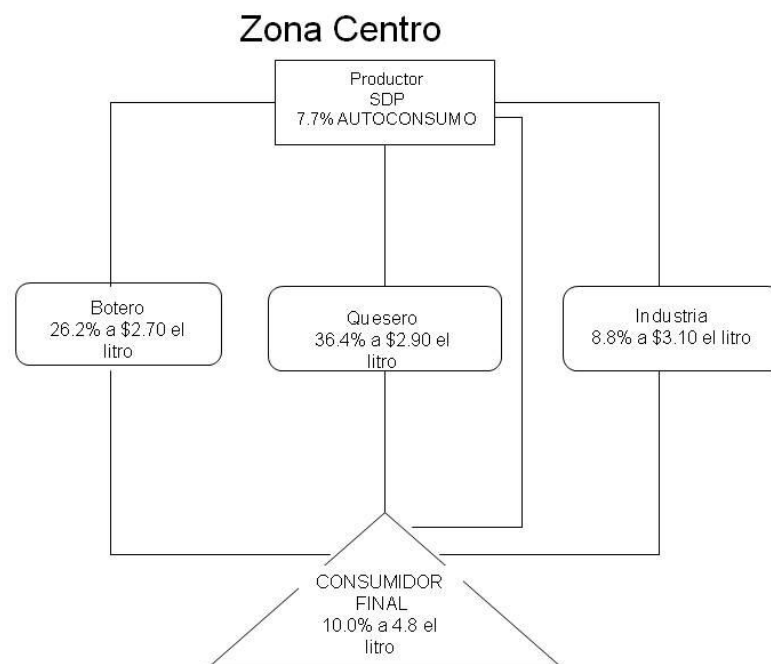 Zona Centro
Productor
SDP
7.7% AUTOCONSUMO
Botero
26.2% a $2.70 el
litro
Quesero
36.4% a $2.90 el
litro
Industria
8.8% a $3.10 el litro
CONSUMIDOR
FINAL
10.0% a 4.8 el
litro